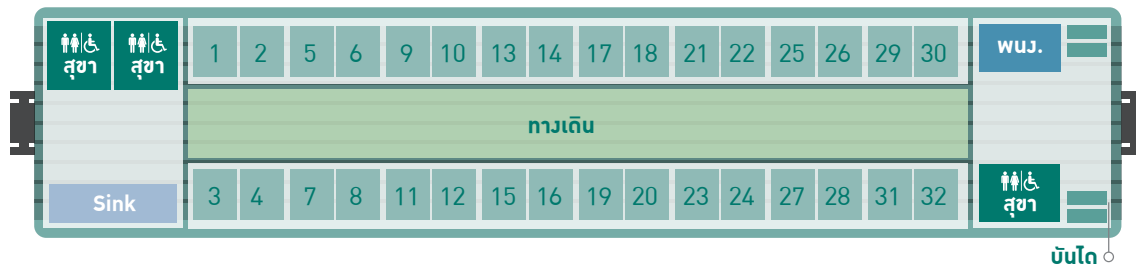 สุขา สุขา
1 2 5 6 9 10 13 14 17 18 21 22 25 26 29 30
พนง.
ทางเดิน
Sink
3 4 7 8 11 12 15 16 19 20 23 24 27 28 31 32
สุขา
บันได